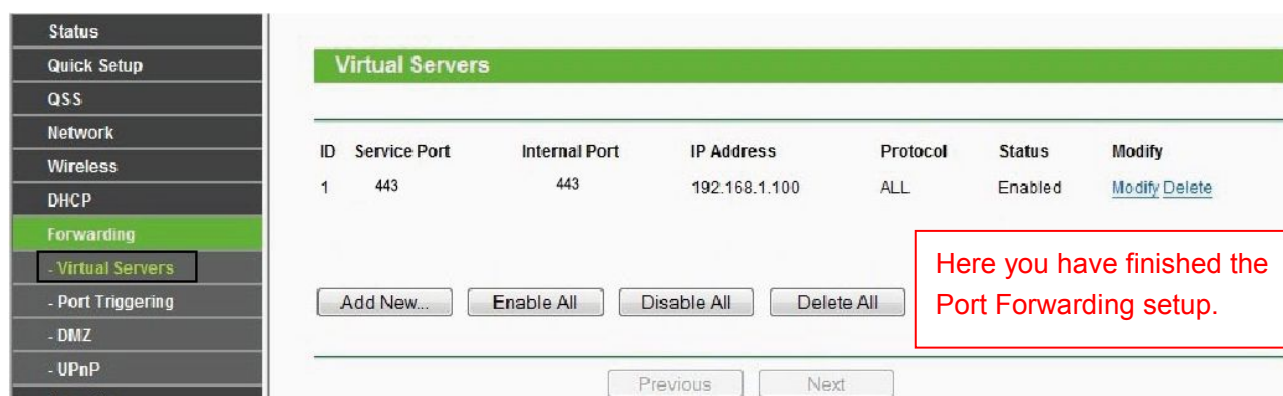 Status
Quick Setup
QSS
Network
Wireless
DHCP
Forwarding
- Virtual Servers
- Port Triggering
- DMZ
- UPnP
Virtual Servers
ID Service Port Internal Port IP Address Protocol Status Modify
1 443 443 192.168.1.100 ALL Enabled Modify Delete
Here you have finished the
Port Forwarding setup.
Add New... Enable All Disable All Delete All
Previous Next